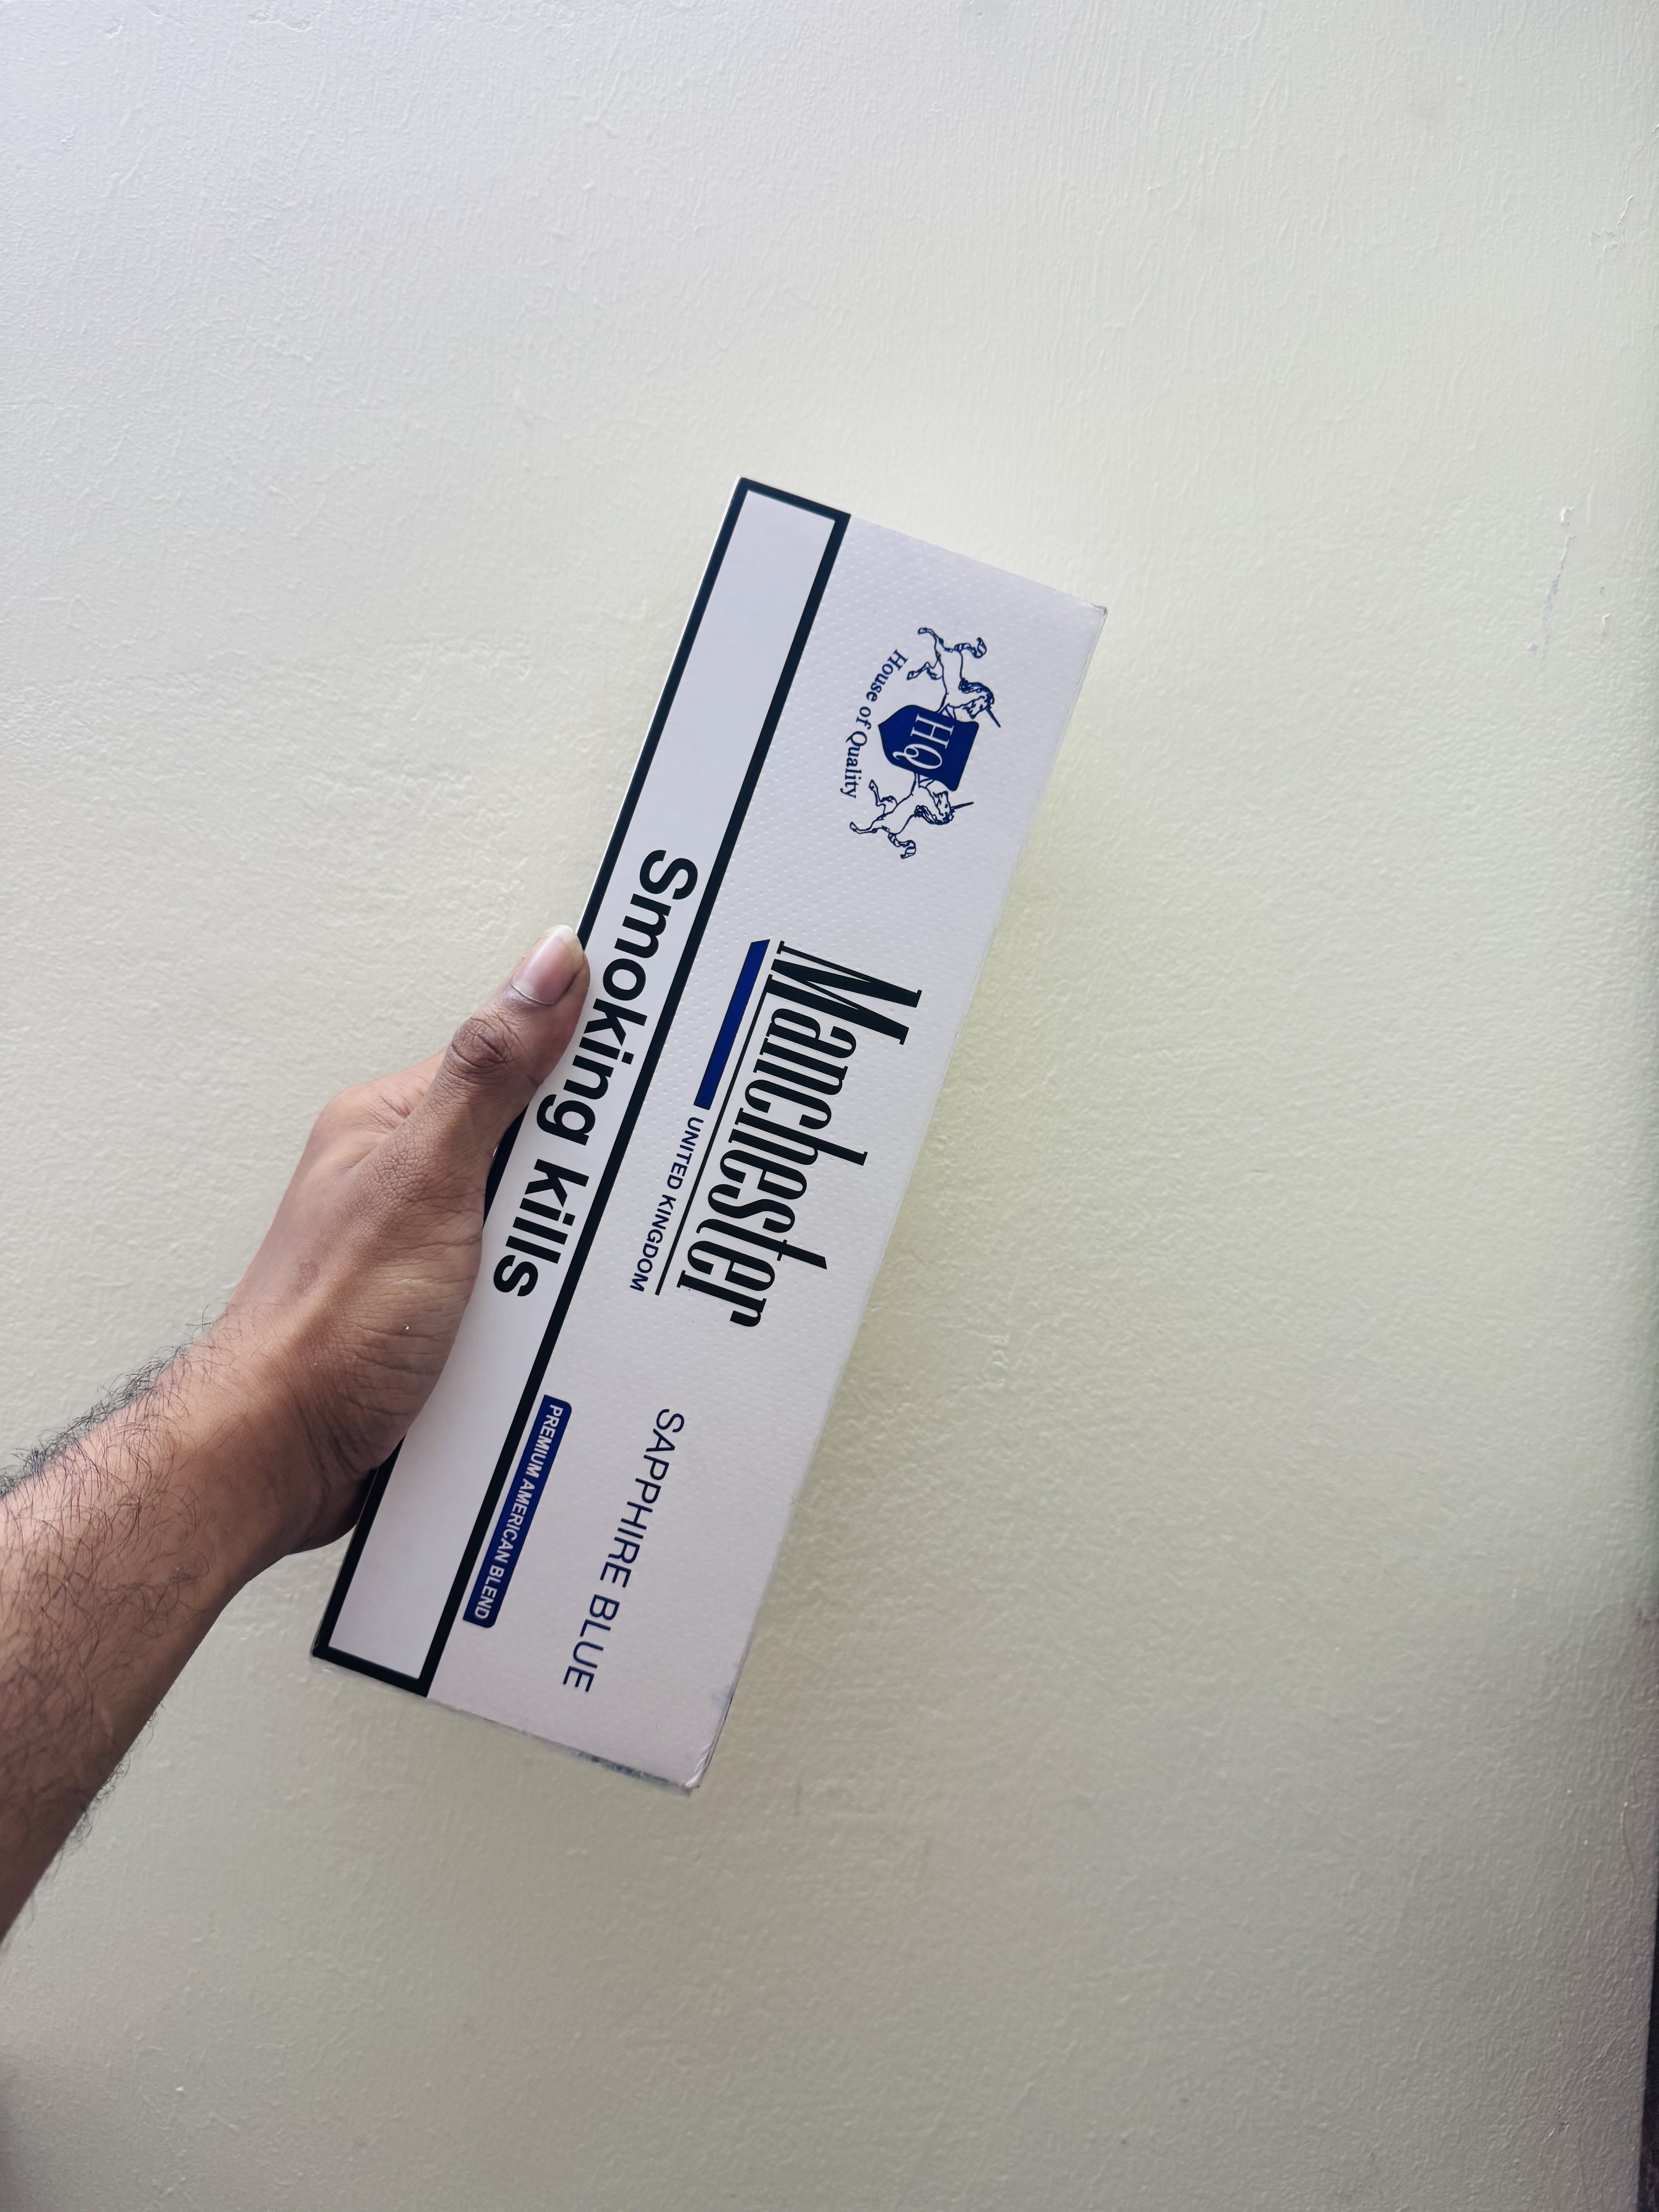 HQ
House of Quality
Manchester
UNITED KINGDOM
SAPPHIRE BLUE
PREMIUM AMERICAN BLEND
Smoking kills